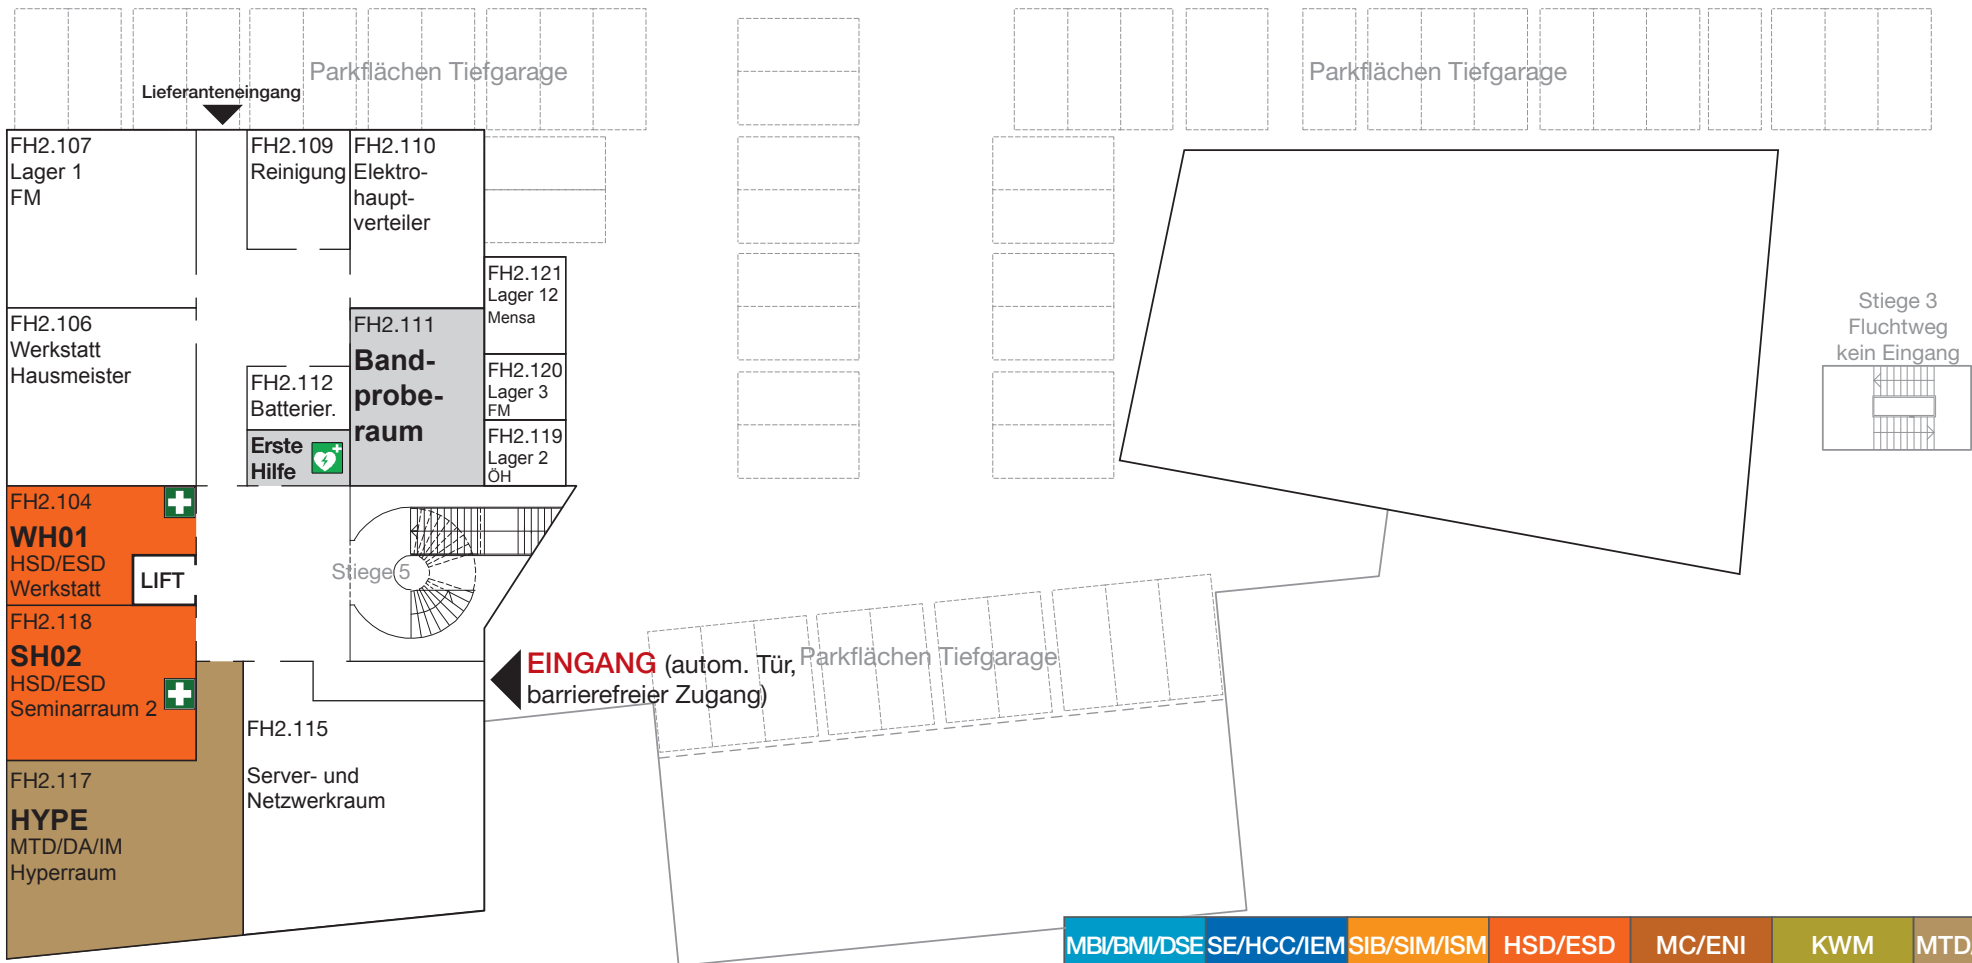 Parkflächen Tiefgarage
Parkflächen Tiefgarage
Lieferanteneingang
FH2.107
Lager 1
FM
FH2.109
Reinigung
FH2.110
Elektro-
haupt-
verteiler
FH2.121
Lager 12
Mensa
FH2.106
Werkstatt
Hausmeister
FH2.111
Band-
probe-
raum
FH2.120
Lager 3
FM
FH2.112
Batterier.
FH2.119
Lager 2
ÖH
Erste
Hilfe
Stiege 3
Fluchtweg
kein Eingang
FH2.104
WH01
HSD/ESD
Werkstatt
LIFT
Stiege 5
FH2.118
SH02
HSD/ESD
Seminarraum 2
EINGANG (autom. Tür,
barrierefreier Zugang)
Parkflächen Tiefgarage
FH2.115
Server- und
Netzwerkraum
FH2.117
HYPE
MTD/DA/IM
Hyperraum
MBI/BMI/DSE SE/HCC/IEM SIB/SIM/ISM HSD/ESD MC/ENI KWM MTD/